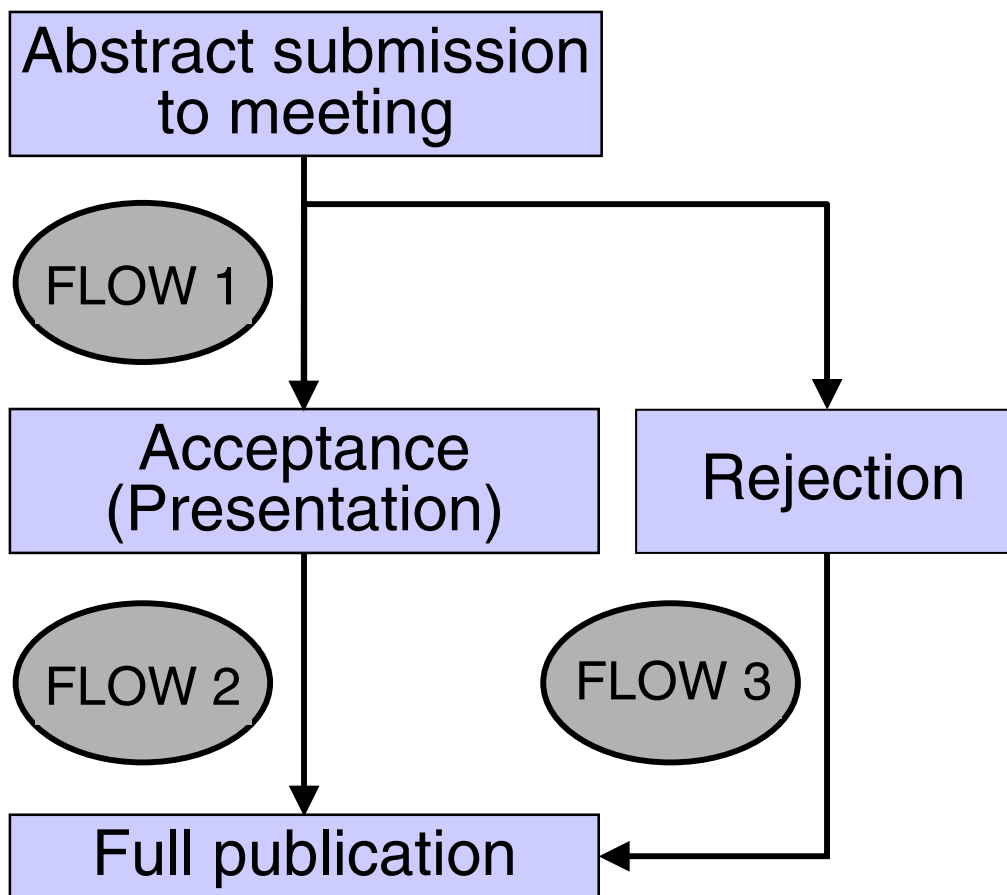 Abstract submission
to meeting
FLOW 1
Acceptance
(Presentation)
Rejection
FLOW 2
FLOW 3
Full publication